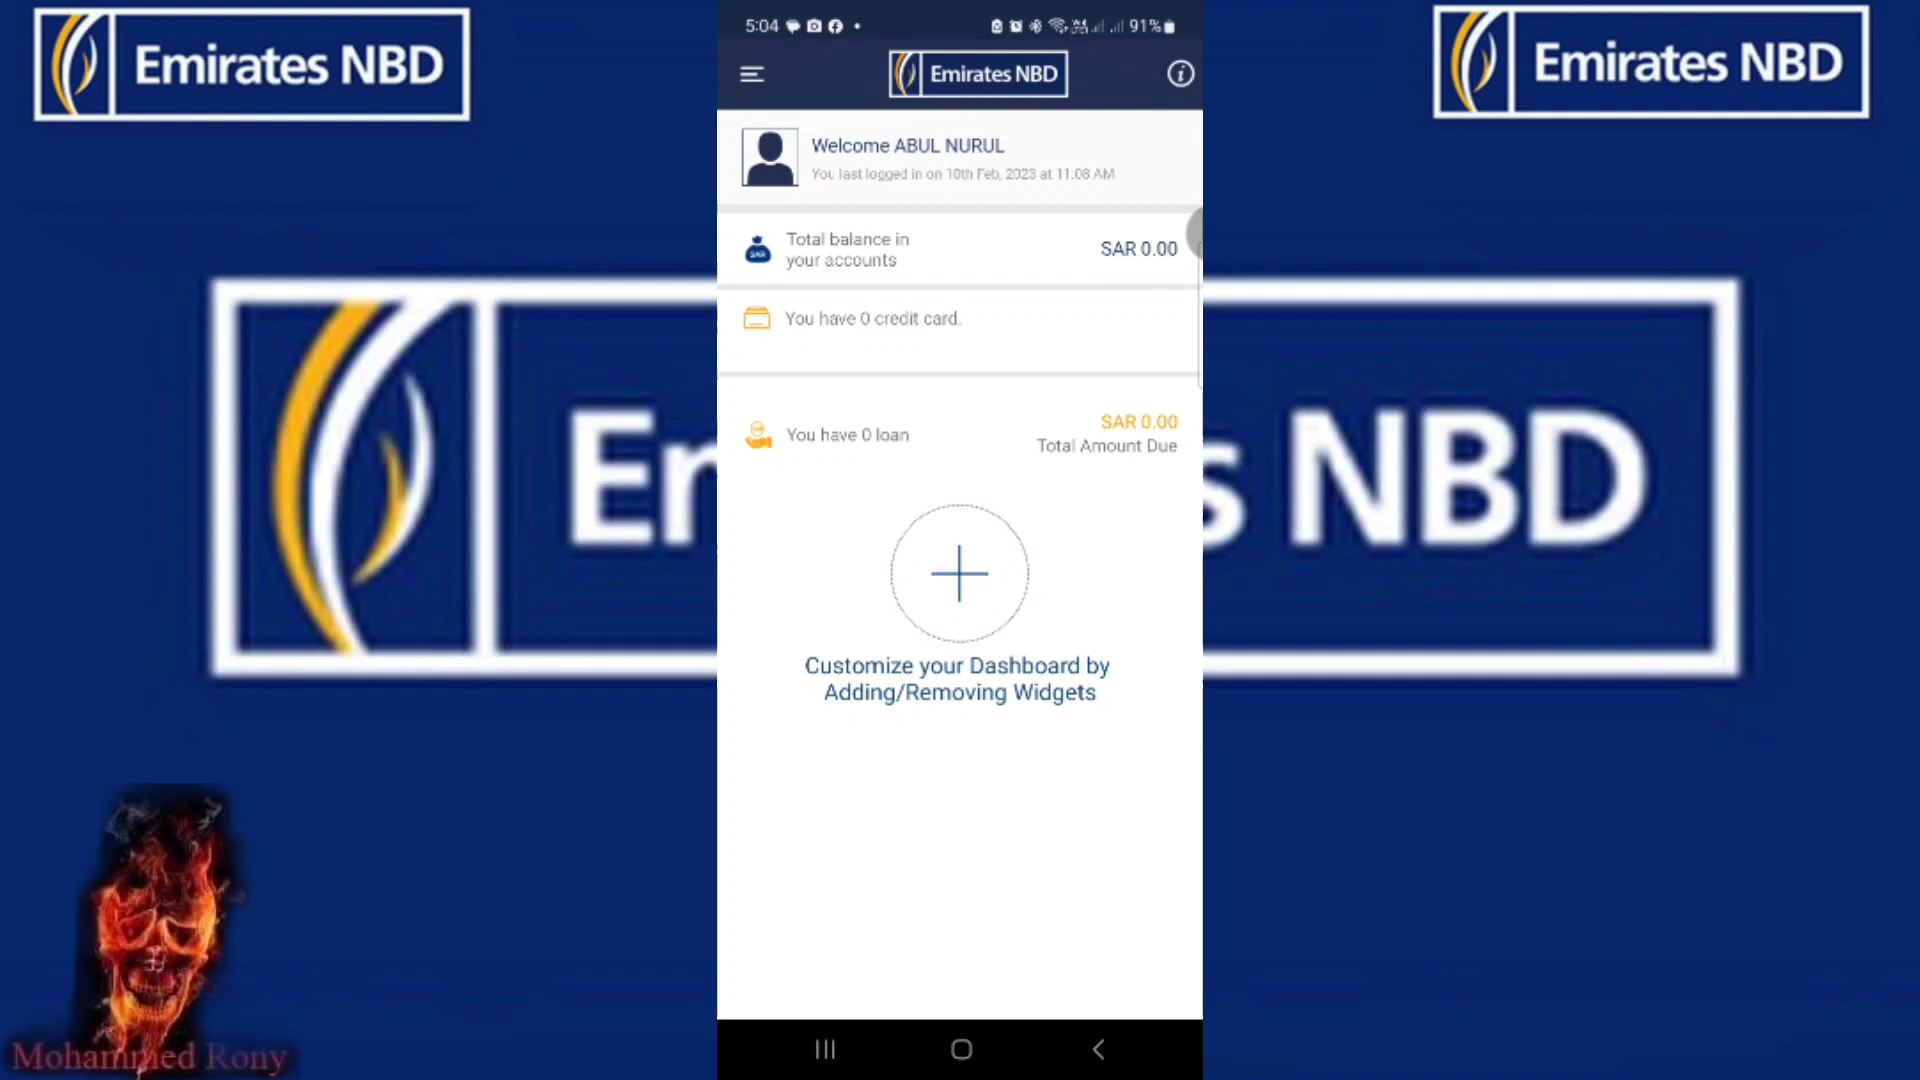 Emirates NBD
Emirates NBD
5:04
91%
Emirates NBD
Welcome ABUL NURUL
You last logged in on 10th Feb, 2023 at 11:08 AM
Total balance in
your accounts
SAR 0.00
You have 0 credit card.
You have 0 loan
SAR 0.00
Total Amount Due
Customize your Dashboard by
Adding/Removing Widgets
NBD
Mohammed Rony